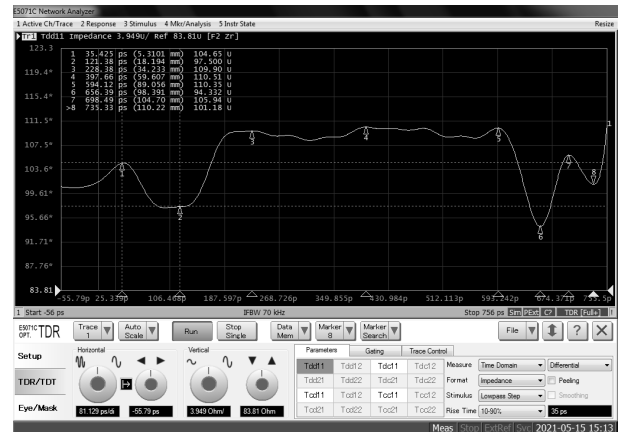 E5071C Network Analyzer
1 Active Ch/Trace 2 Response 3 Stimulus 4 Mkr/Analysis 5 Instr State Resize
Tr1 Tdd11 Impedance 3.949U/ Ref 83.81U [F2 Zr]
123.3
1 35.425 ps (5.3101 mm) 104.65 U
2 121.38 ps (18.194 mm) 97.500 U
3 228.38 ps (34.233 mm) 109.90 U
4 397.66 ps (59.607 mm) 110.51 U
5 594.12 ps (89.056 mm) 110.35 U
6 656.39 ps (98.391 mm) 94.332 U
7 698.49 ps (104.70 mm) 105.94 U
>8 735.33 ps (110.22 mm) 101.18 U
119.4*
115.4*
111.5*
107.5*
103.6*
99.61*
95.66*
91.71*
87.76*
83.81
1 2 3 4 5 6 7 8 1
-55.79p 25.339p 106.468p 187.597p 268.726p 349.855p 430.984p 512.113p 593.242p 674.371p 755.5p
1 Start -56 ps IFBW 70 kHz Stop 756 ps Sim PExt C? TDR [Full+] !
E5071C OPT. TDR Trace 1 Auto Scale Run Stop Single Data Mem Marker 8 Marker Search File ? X
Setup
TDR/TDT
Eye/Mask
Horizontal Vertical
81.129 ps/di -55.79 ps 3.949 Ohm/ 83.81 Ohm
Parameters Gating Trace Control
Tdd11 Tdd12 Tdc11 Tdc12 Measure Time Domain Differential
Tdd21 Tdd22 Tdc21 Tdc22 Format Impedance Peeling
Tcd11 Tcd12 Tcc11 Tcc12 Stimulus Lowpass Step Smoothing
Tcd21 Tcd22 Tcc21 Tcc22 Rise Time 10-90% 35 ps
Meas Stop ExtRef Svc 2021-05-15 15:13